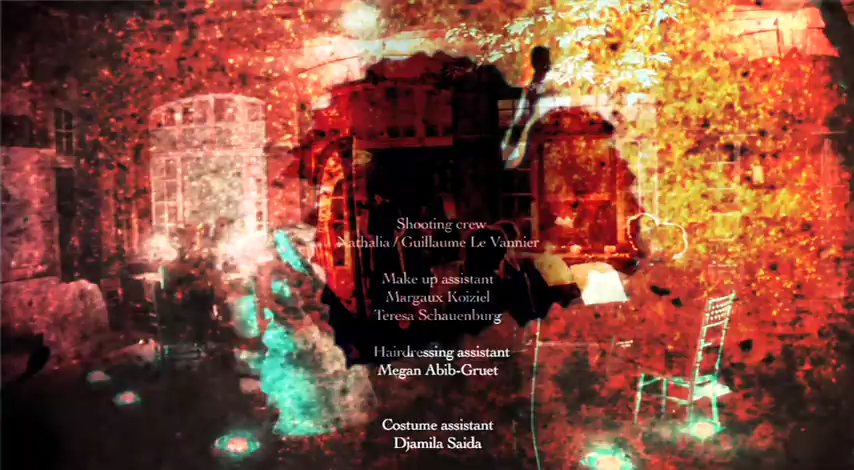 Shooting crew
Nathalia / Guillaume Le Vannier
Make up assistant
Margaux Koiziel
Teresa Schauenburg
Hairdressing assistant
Megan Abib-Gruet
Costume assistant
Djamila Saida